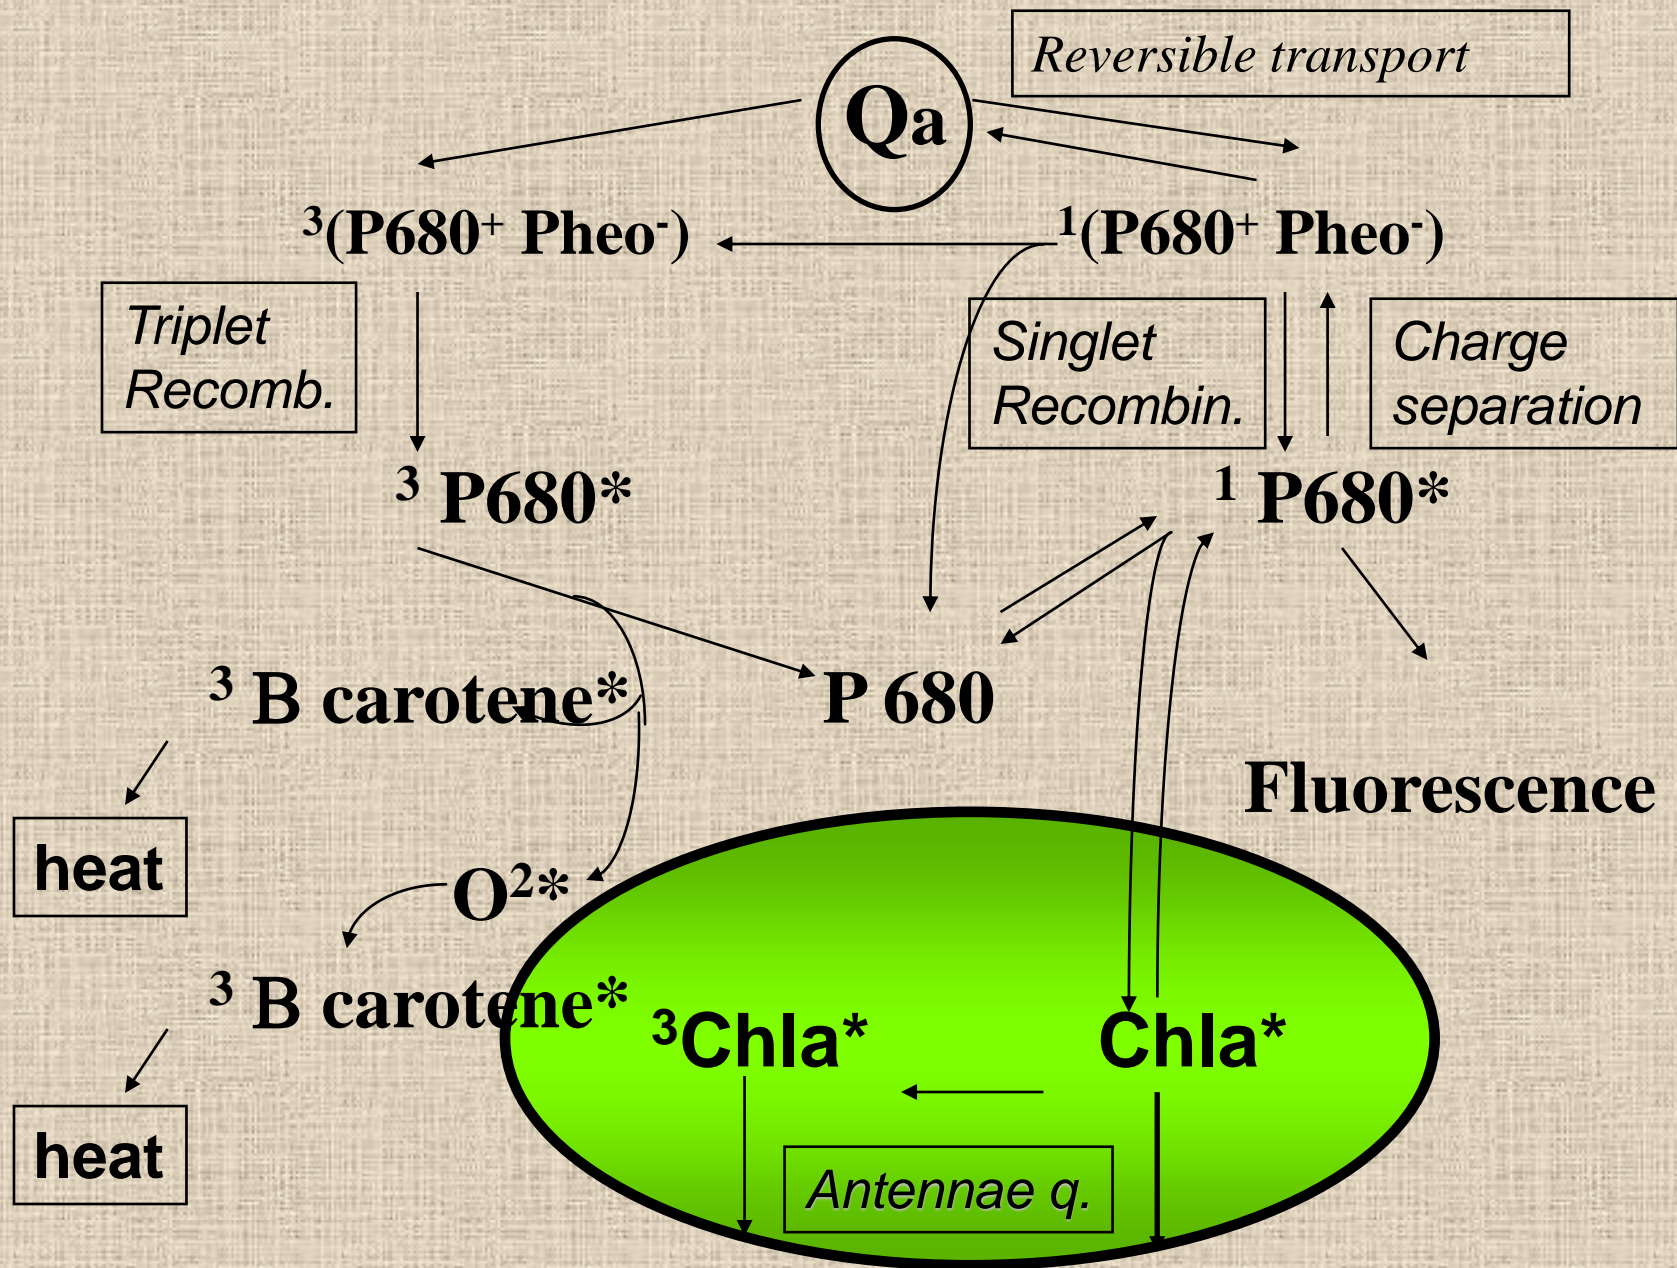 Reversible transport
Qa
³(P680⁺ Pheo⁻)
¹(P680⁺ Pheo⁻)
Triplet
Recomb.
Singlet
Recombin.
Charge
separation
³ P680*
¹ P680*
³ B carotene*
P 680
Fluorescence
heat
O²*
³ B carotene*
³Chla*
Chla*
heat
Antennae q.